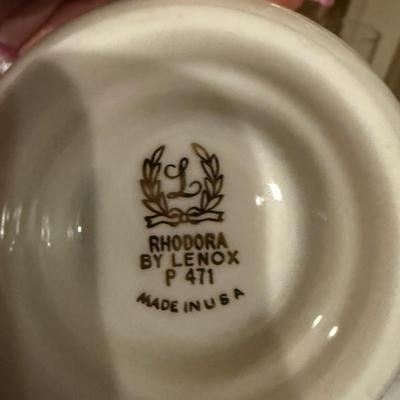 L
RHODORA
BY LENOX
P 471
MADE IN USA